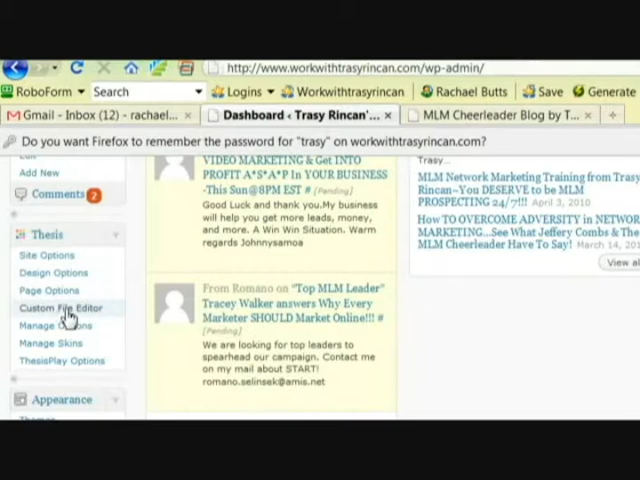 http://www.workwithtrasyrincan.com/wp-admin/
RoboForm Search Logins Workwithtrasyrincan Rachael Butts Save Generate
Gmail - Inbox (12) - rachael... Dashboard ‹ Trasy Rincan'... MLM Cheerleader Blog by T...
Do you want Firefox to remember the password for "trasy" on workwithtrasyrincan.com?
Edit
Add New
Comments 2
Thesis
Site Options
Design Options
Page Options
Custom File Editor
Manage Options
Manage Skins
ThesisPlay Options
Appearance
VIDEO MARKETING & Get INTO
PROFIT A*S*A*P In YOUR BUSINESS
-This Sun@8PM EST # [Pending]
Good Luck and thank you.My business
will help you get more leads, money,
and more. A Win Win Situation. Warm
regards Johnnysamoa
From Romano on "Top MLM Leader"
Tracey Walker answers Why Every
Marketer SHOULD Market Online!!! #
[Pending]
We are looking for top leaders to
spearhead our campaign. Contact me
on my mail about START!
romano.selinsek@amis.net
Trasy...
MLM Network Marketing Training from Trasy
Rincan~You DESERVE to be MLM
PROSPECTING 24/7!!! April 3, 2010
How TO OVERCOME ADVERSITY in NETWOR
MARKETING...See What Jeffery Combs & The
MLM Cheerleader Have To Say! March 14, 201
View al